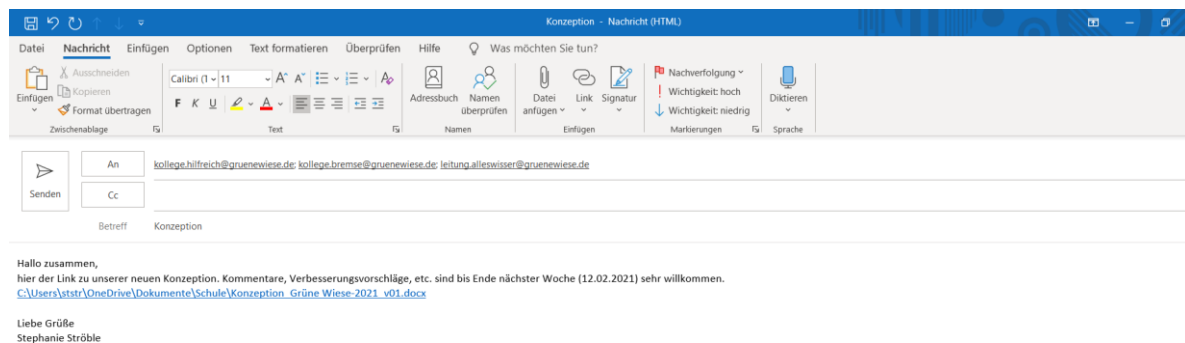 Konzeption - Nachricht (HTML)
Datei Nachricht Einfügen Optionen Text formatieren Überprüfen Hilfe Was möchten Sie tun?
Einfügen
Ausschneiden
Kopieren
Format übertragen
Zwischenablage
Calibri (T 11
F K U
Text
Adressbuch
Namen überprüfen
Namen
Datei anfügen
Link
Signatur
Einfügen
Nachverfolgung
Wichtigkeit: hoch
Wichtigkeit: niedrig
Markierungen
Diktieren
Sprache
Senden
An kollege.hilfreich@gruenewiese.de; kollege.bremse@gruenewiese.de; leitung.alleswisser@gruenewiese.de
Cc
Betreff Konzeption
Hallo zusammen,
hier der Link zu unserer neuen Konzeption. Kommentare, Verbesserungsvorschläge, etc. sind bis Ende nächster Woche (12.02.2021) sehr willkommen.
C:\Users\ststr\OneDrive\Dokumente\Schule\Konzeption_Grüne Wiese-2021_v01.docx
Liebe Grüße
Stephanie Ströble